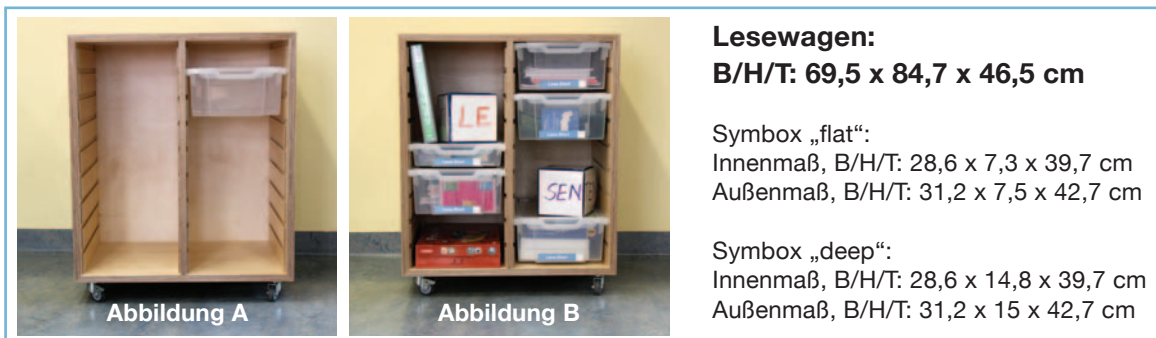 Lesewagen:
B/H/T: 69,5 x 84,7 x 46,5 cm
Symbox „flat“:
Innenmaß, B/H/T: 28,6 x 7,3 x 39,7 cm
Außenmaß, B/H/T: 31,2 x 7,5 x 42,7 cm
Symbox „deep“:
Innenmaß, B/H/T: 28,6 x 14,8 x 39,7 cm
Außenmaß, B/H/T: 31,2 x 15 x 42,7 cm
LE
SEN
Abbildung A
Abbildung B